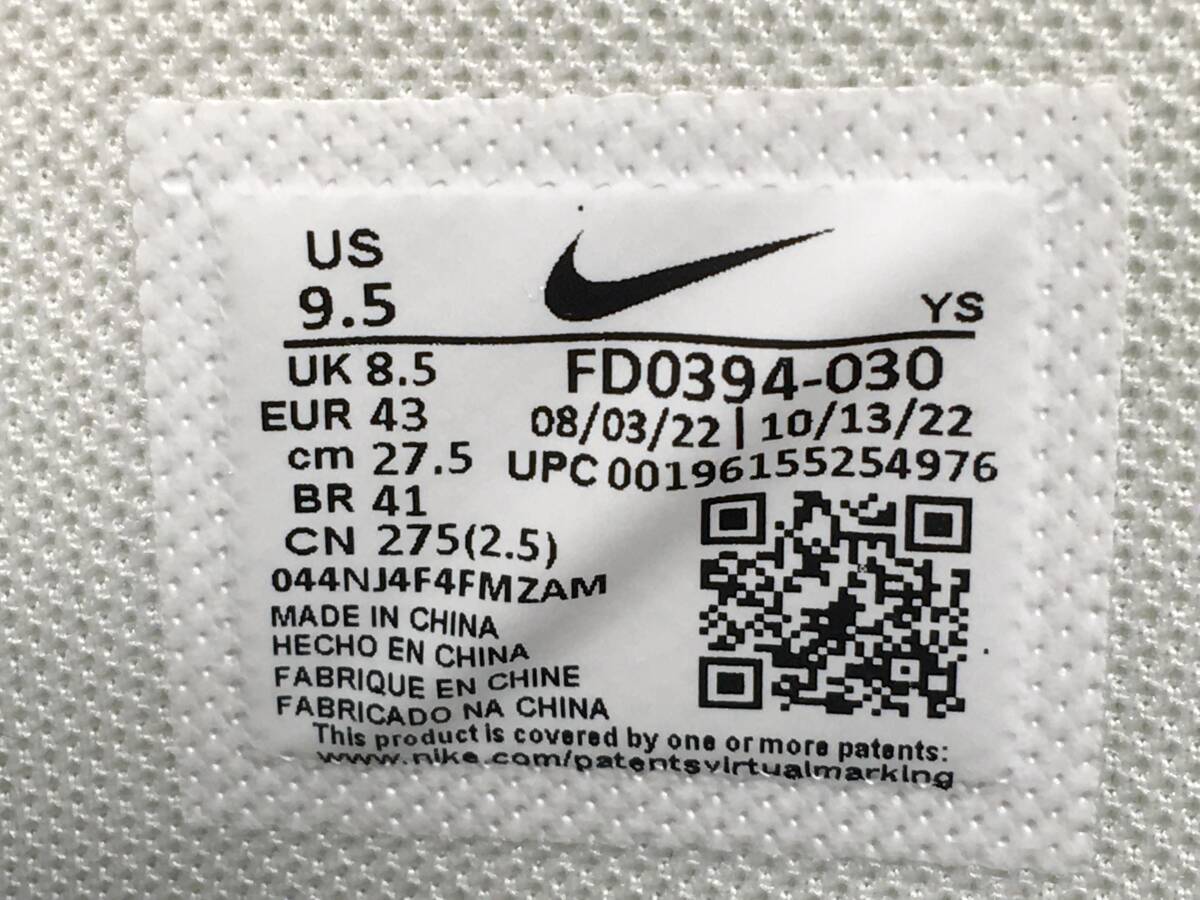 US
9.5
YS
UK 8.5
FD0394-030
EUR 43
08/03/22 | 10/13/22
cm 27.5
UPC 00196155254976
BR 41
CN 275(2.5)
044NJ4F4FMZAM
MADE IN CHINA
HECHO EN CHINA
FABRIQUE EN CHINE
FABRICADO NA CHINA
This product is covered by one or more patents:
www.nike.com/patentsvirtualmarking